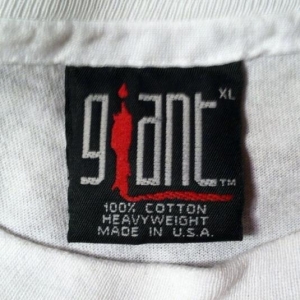 giant XL
TM
100% COTTON
HEAVYWEIGHT
MADE IN U.S.A.